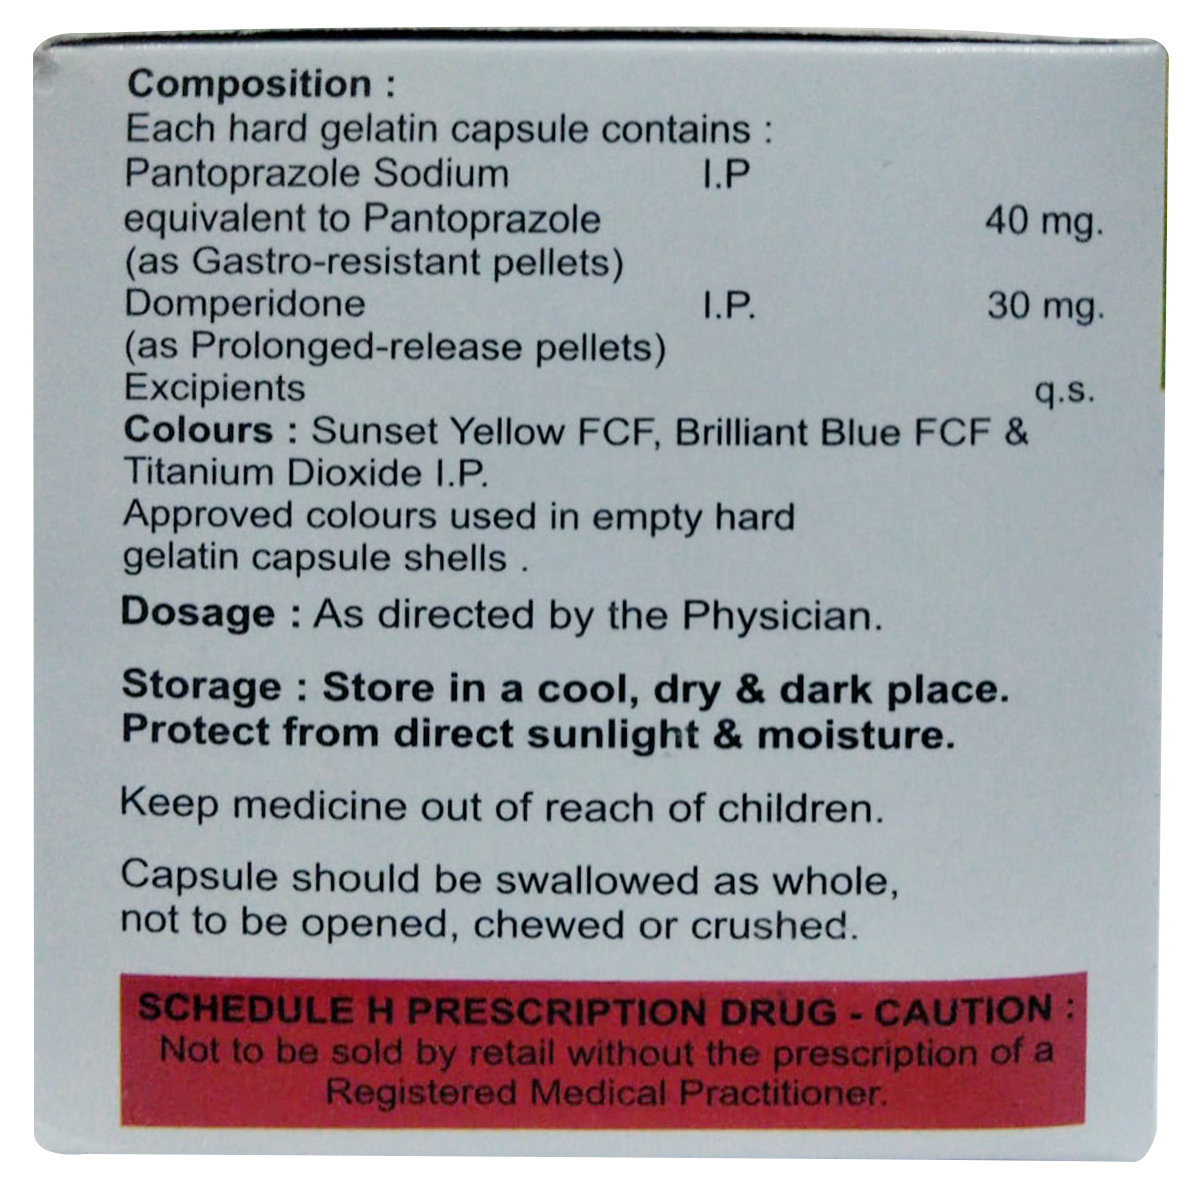 Composition :
Each hard gelatin capsule contains :
Pantoprazole Sodium I.P
equivalent to Pantoprazole 40 mg.
(as Gastro-resistant pellets)
Domperidone I.P. 30 mg.
(as Prolonged-release pellets)
Excipients q.s.
Colours : Sunset Yellow FCF, Brilliant Blue FCF &
Titanium Dioxide I.P.
Approved colours used in empty hard
gelatin capsule shells .
Dosage : As directed by the Physician.
Storage : Store in a cool, dry & dark place.
Protect from direct sunlight & moisture.
Keep medicine out of reach of children.
Capsule should be swallowed as whole,
not to be opened, chewed or crushed.
SCHEDULE H PRESCRIPTION DRUG - CAUTION :
Not to be sold by retail without the prescription of a
Registered Medical Practitioner.